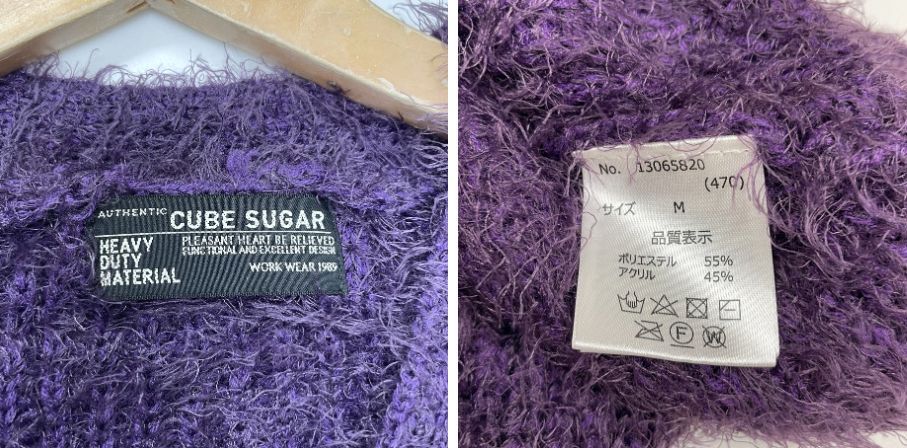 AUTHENTIC CUBE SUGAR
HEAVY
DUTY
MATERIAL
PLEASANT HEART BE RELIEVED
FUNCTIONAL AND EXCELLENT DESIGN
WORK WEAR 1989
No. 13065820
(470)
サイズ M
品質表示
ポリエステル 55%
アクリル 45%
F W